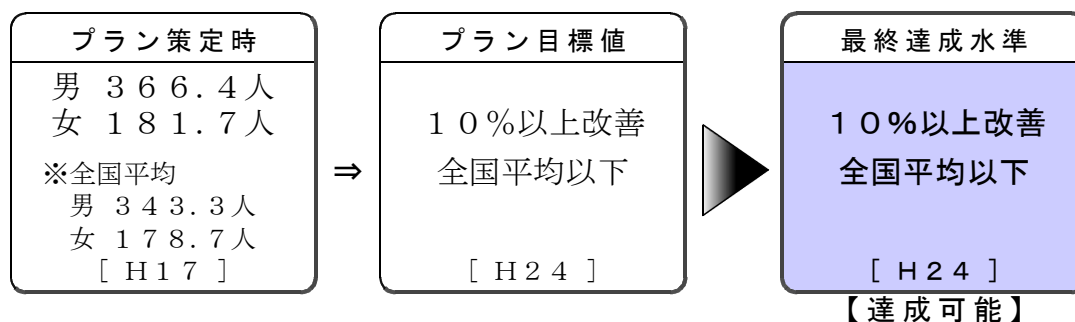 プラン策定時
男 ３６６.４人
女 １８１.７人
※全国平均
男 ３４３.３人
女 １７８.７人
［ Ｈ１７ ］
⇒
プラン目標値
１０％以上改善
全国平均以下
［ Ｈ２４ ］
最終達成水準
１０％以上改善
全国平均以下
［ Ｈ２４ ］
【達成可能】